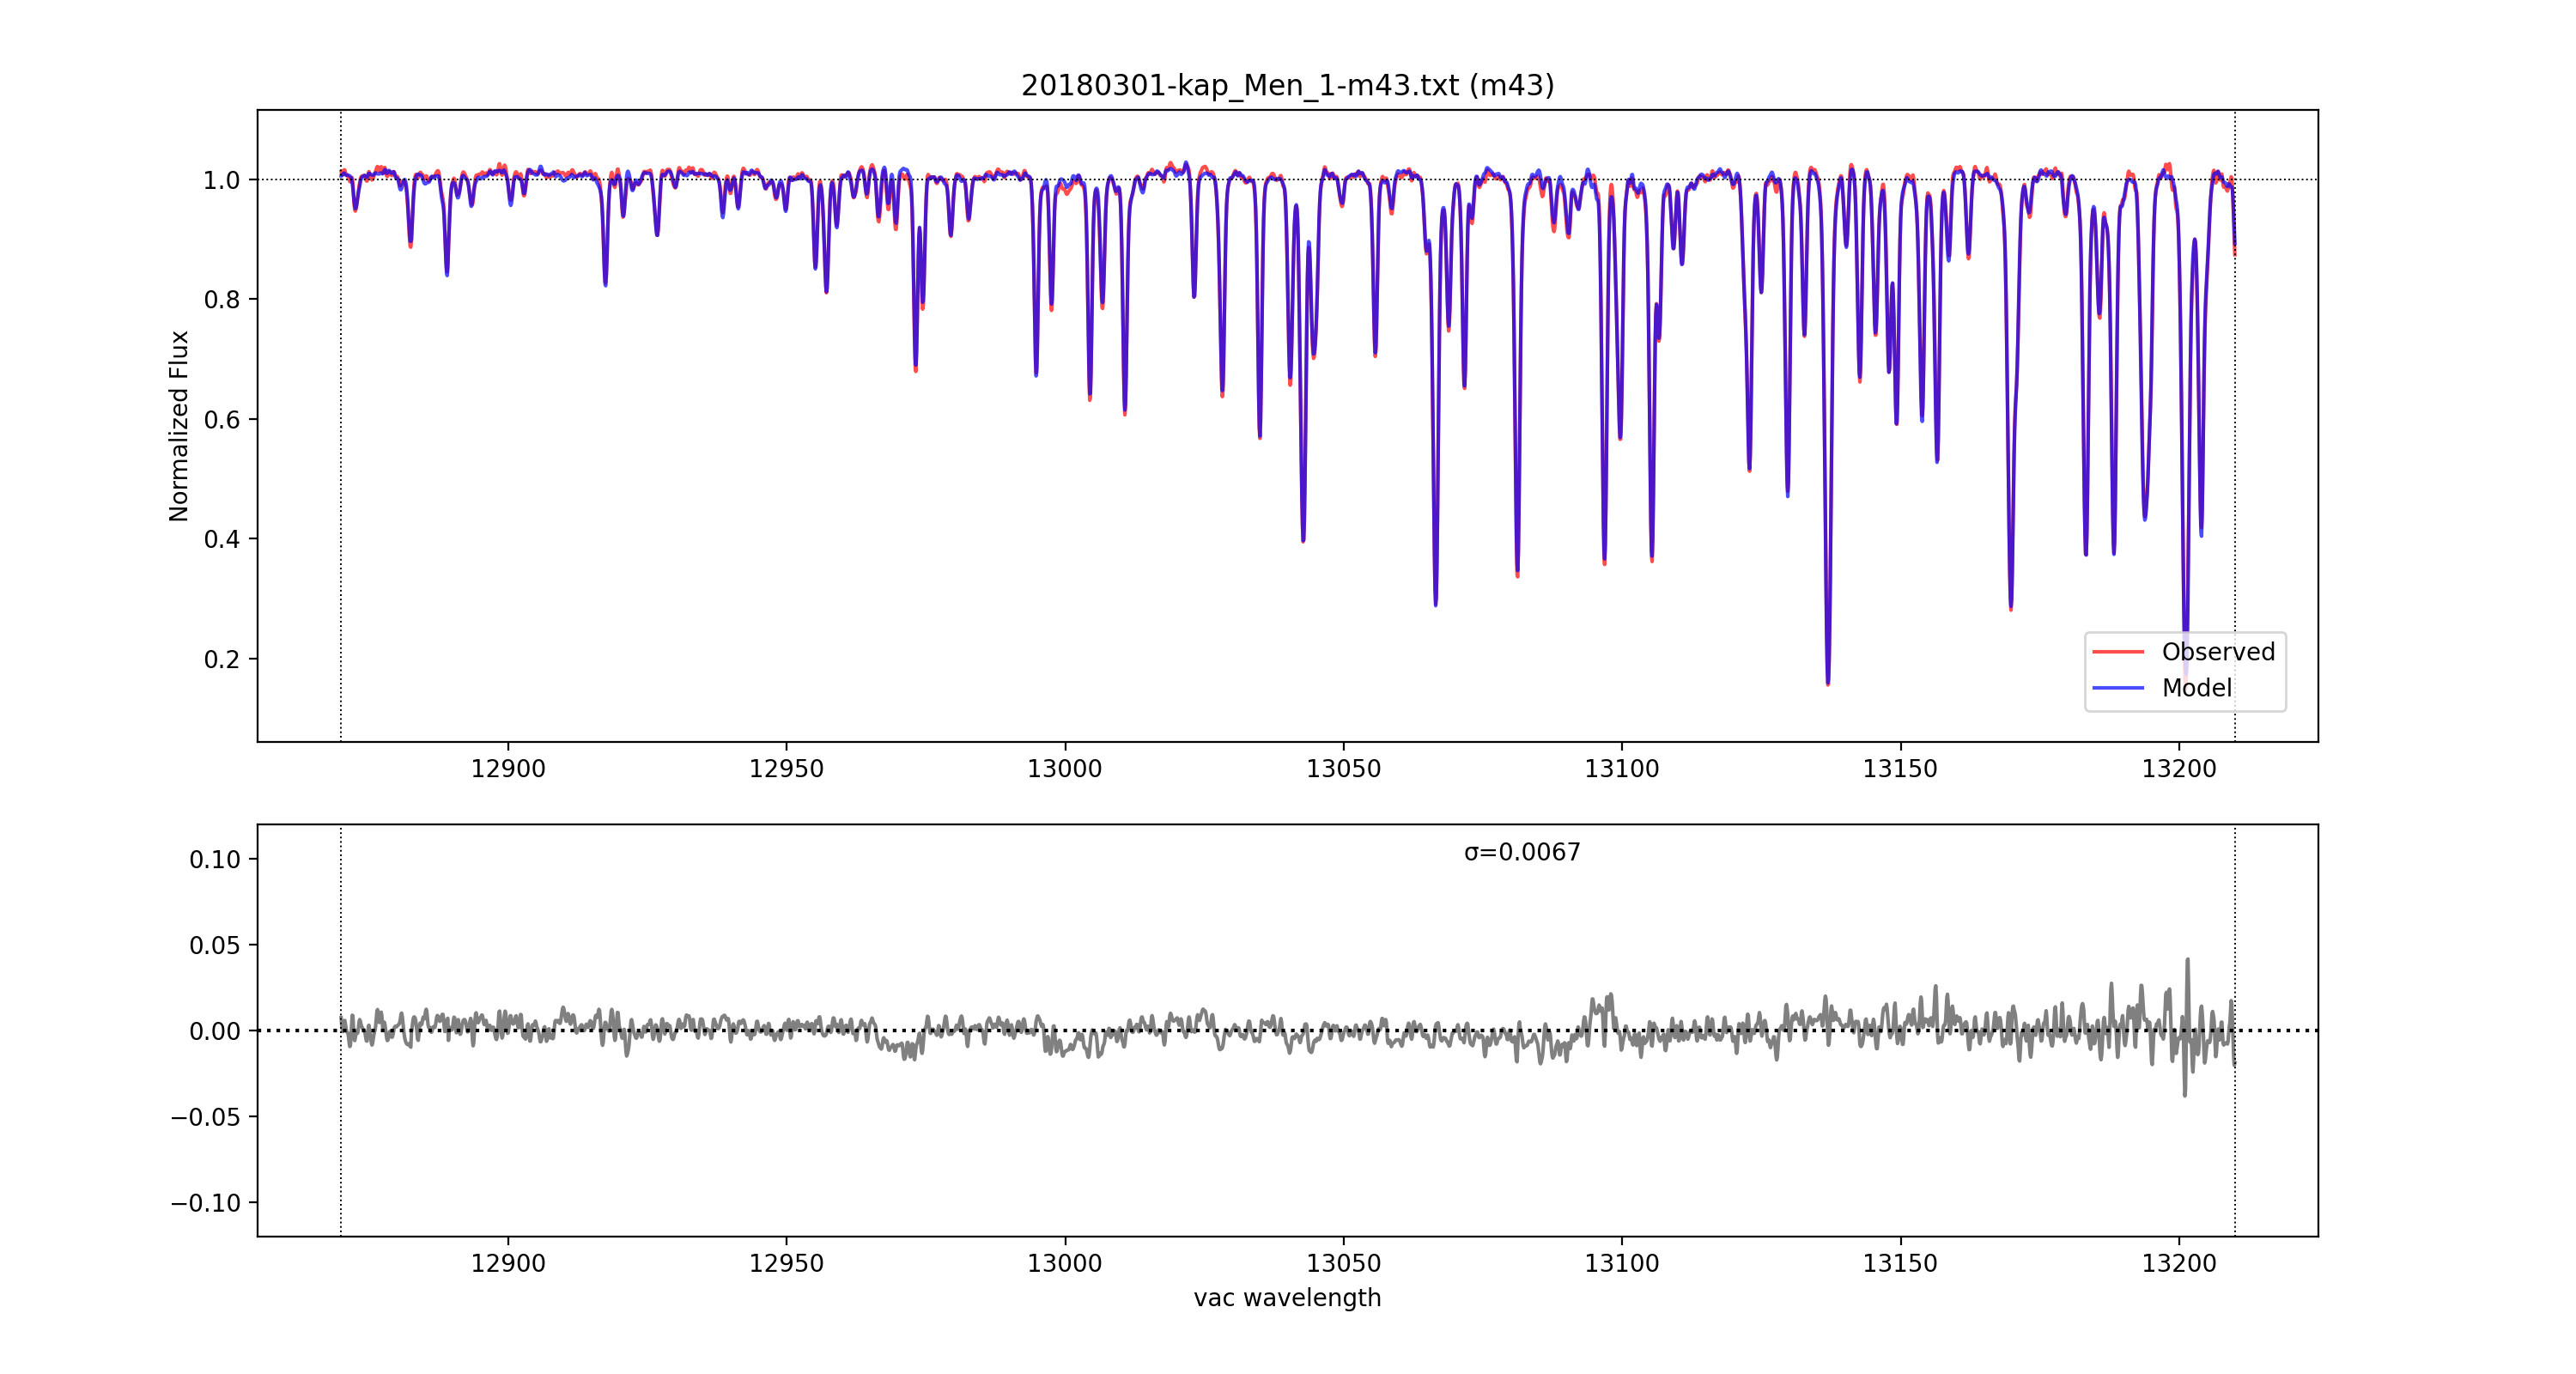 20180301-kap_Men_1-m43.txt (m43)
Normalized Flux
1.0
0.8
0.6
0.4
0.2
Observed
Model
12900 12950 13000 13050 13100 13150 13200
σ=0.0067
0.10
0.05
0.00
−0.05
−0.10
12900 12950 13000 13050 13100 13150 13200
vac wavelength